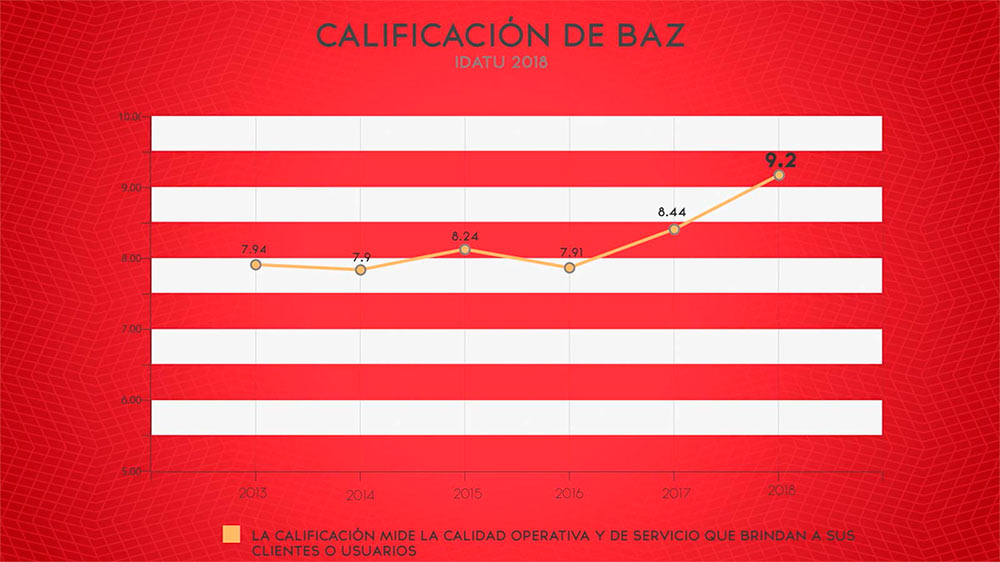 CALIFICACIÓN DE BAZ
IDATU 2018
10.00
9.2
9.00
8.44
8.24
7.94
7.9
7.91
8.00
7.00
6.00
5.00
2013 2014 2015 2016 2017 2018
LA CALIFICACIÓN MIDE LA CALIDAD OPERATIVA Y DE SERVICIO QUE BRINDAN A SUS
CLIENTES O USUARIOS